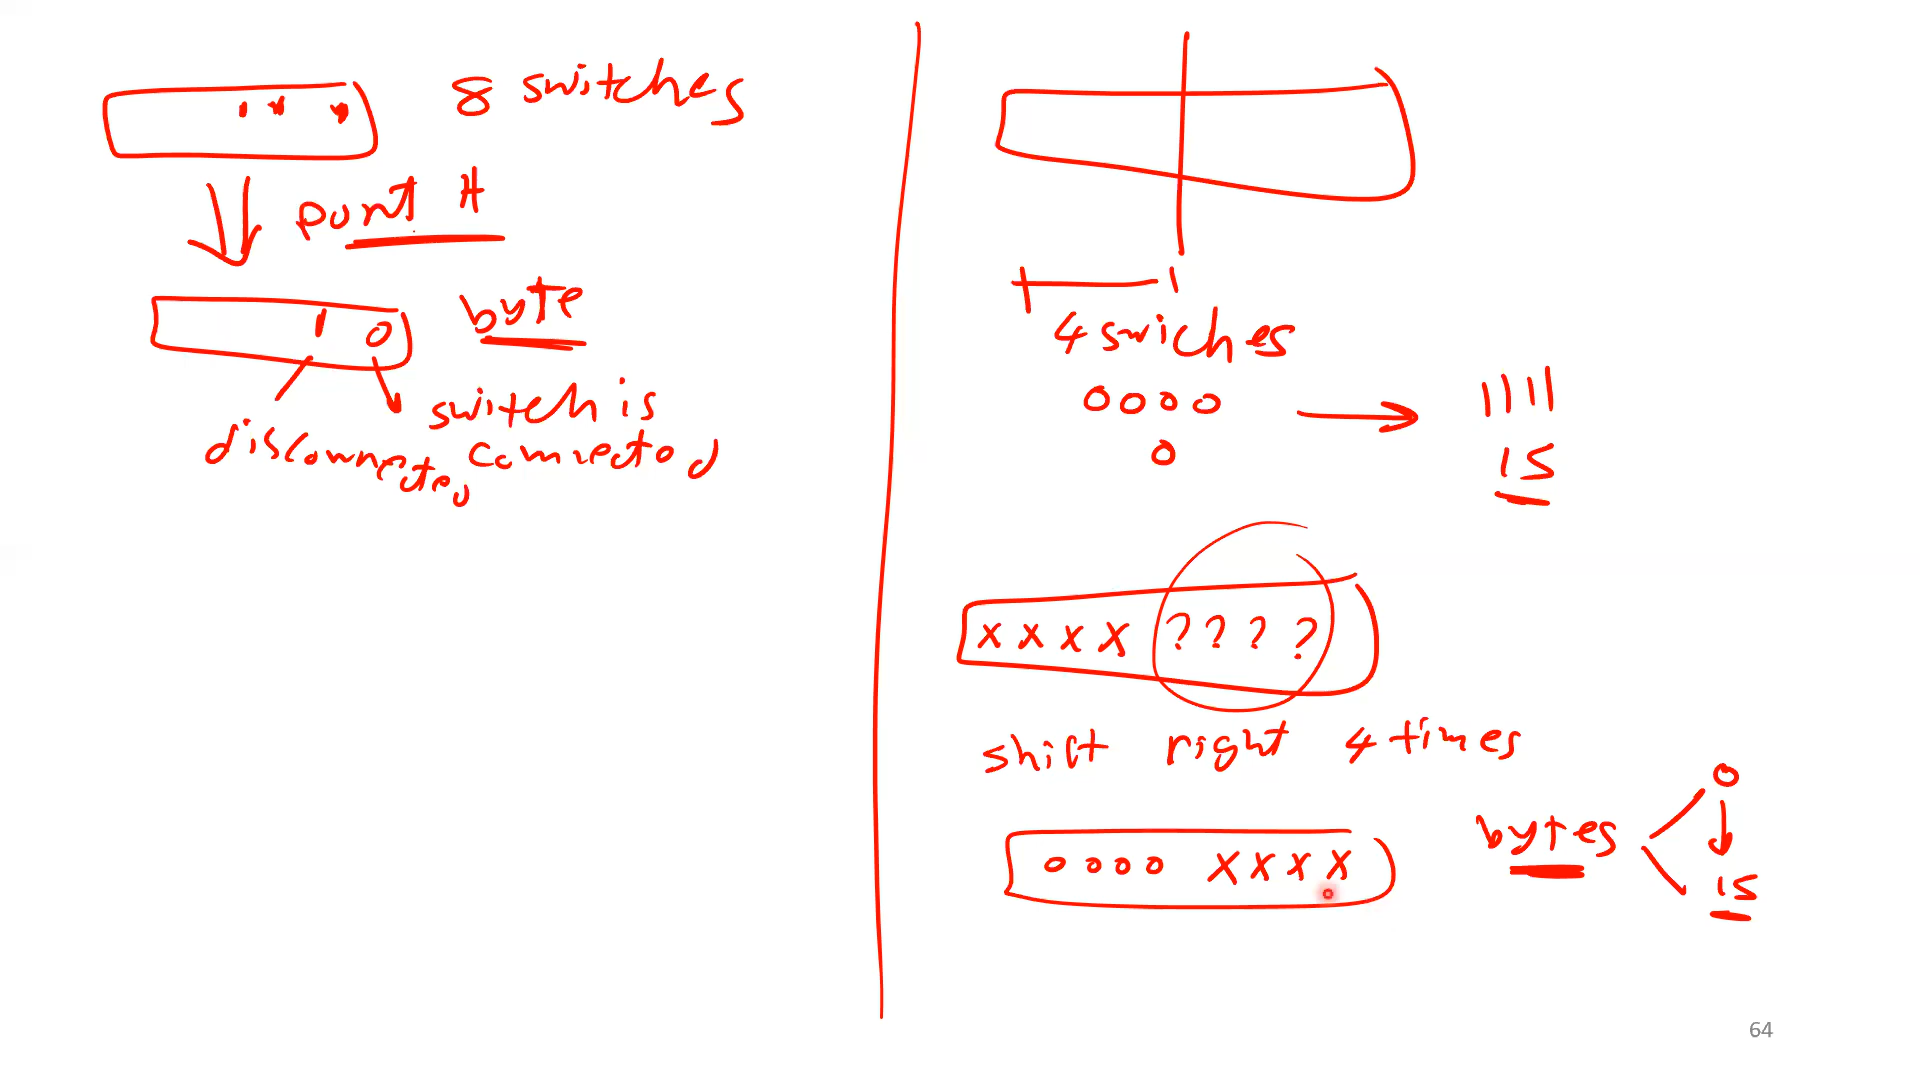 8 switches
port H
1 0
byte
switch is
connected
disconnected
4 swiches
0000
1111
0
15
x x x x ? ? ? ?
shift right 4 times
0000 xxxx
bytes
0
15
64